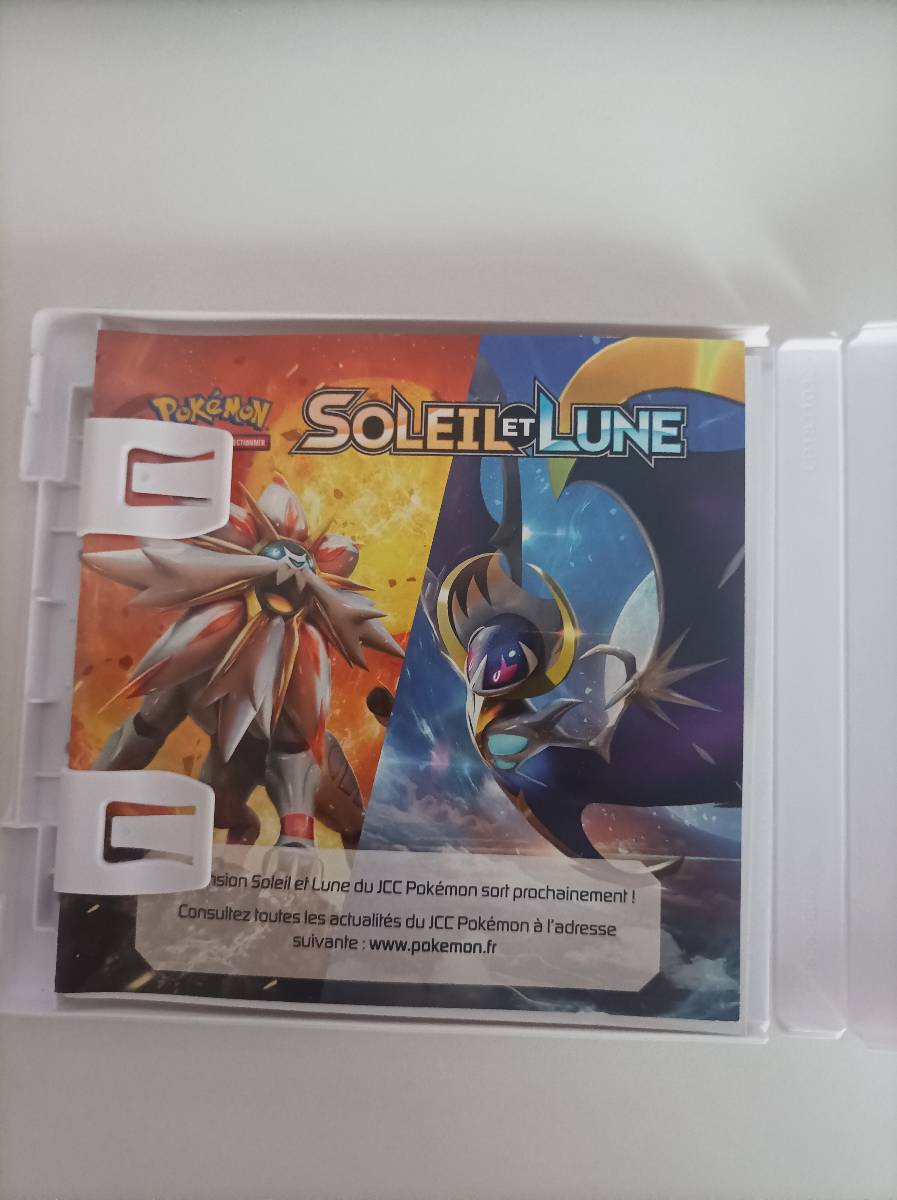 POKÉMON
SOLEIL ET LUNE
Soleil et Lune du JCC Pokémon sort prochainement !
Consultez toutes les actualités du JCC Pokémon à l'adresse
suivante : www.pokemon.fr